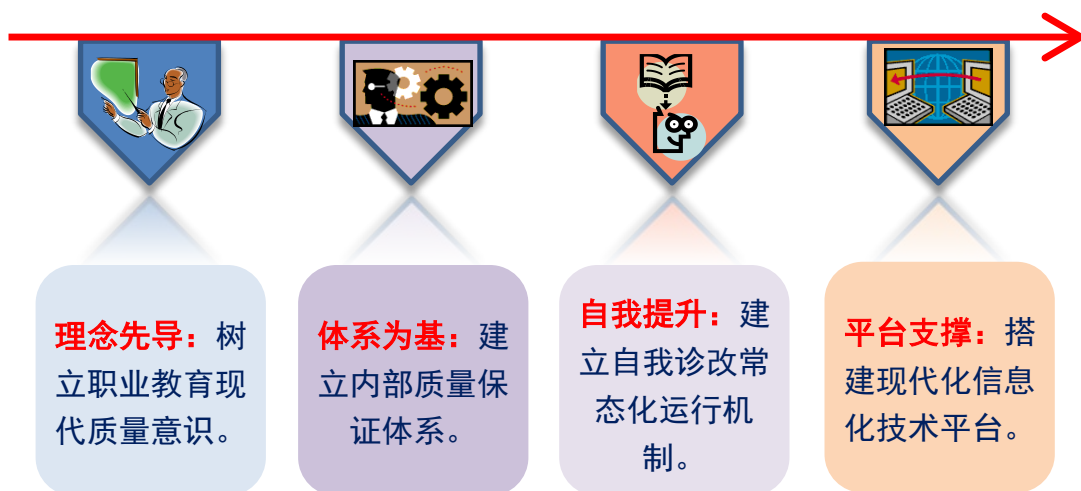 理念先导：树
立职业教育现
代质量意识。
体系为基：建
立内部质量保
证体系。
自我提升：建
立自我诊改常
态化运行机
制。
平台支撑：搭
建现代化信息
化技术平台。